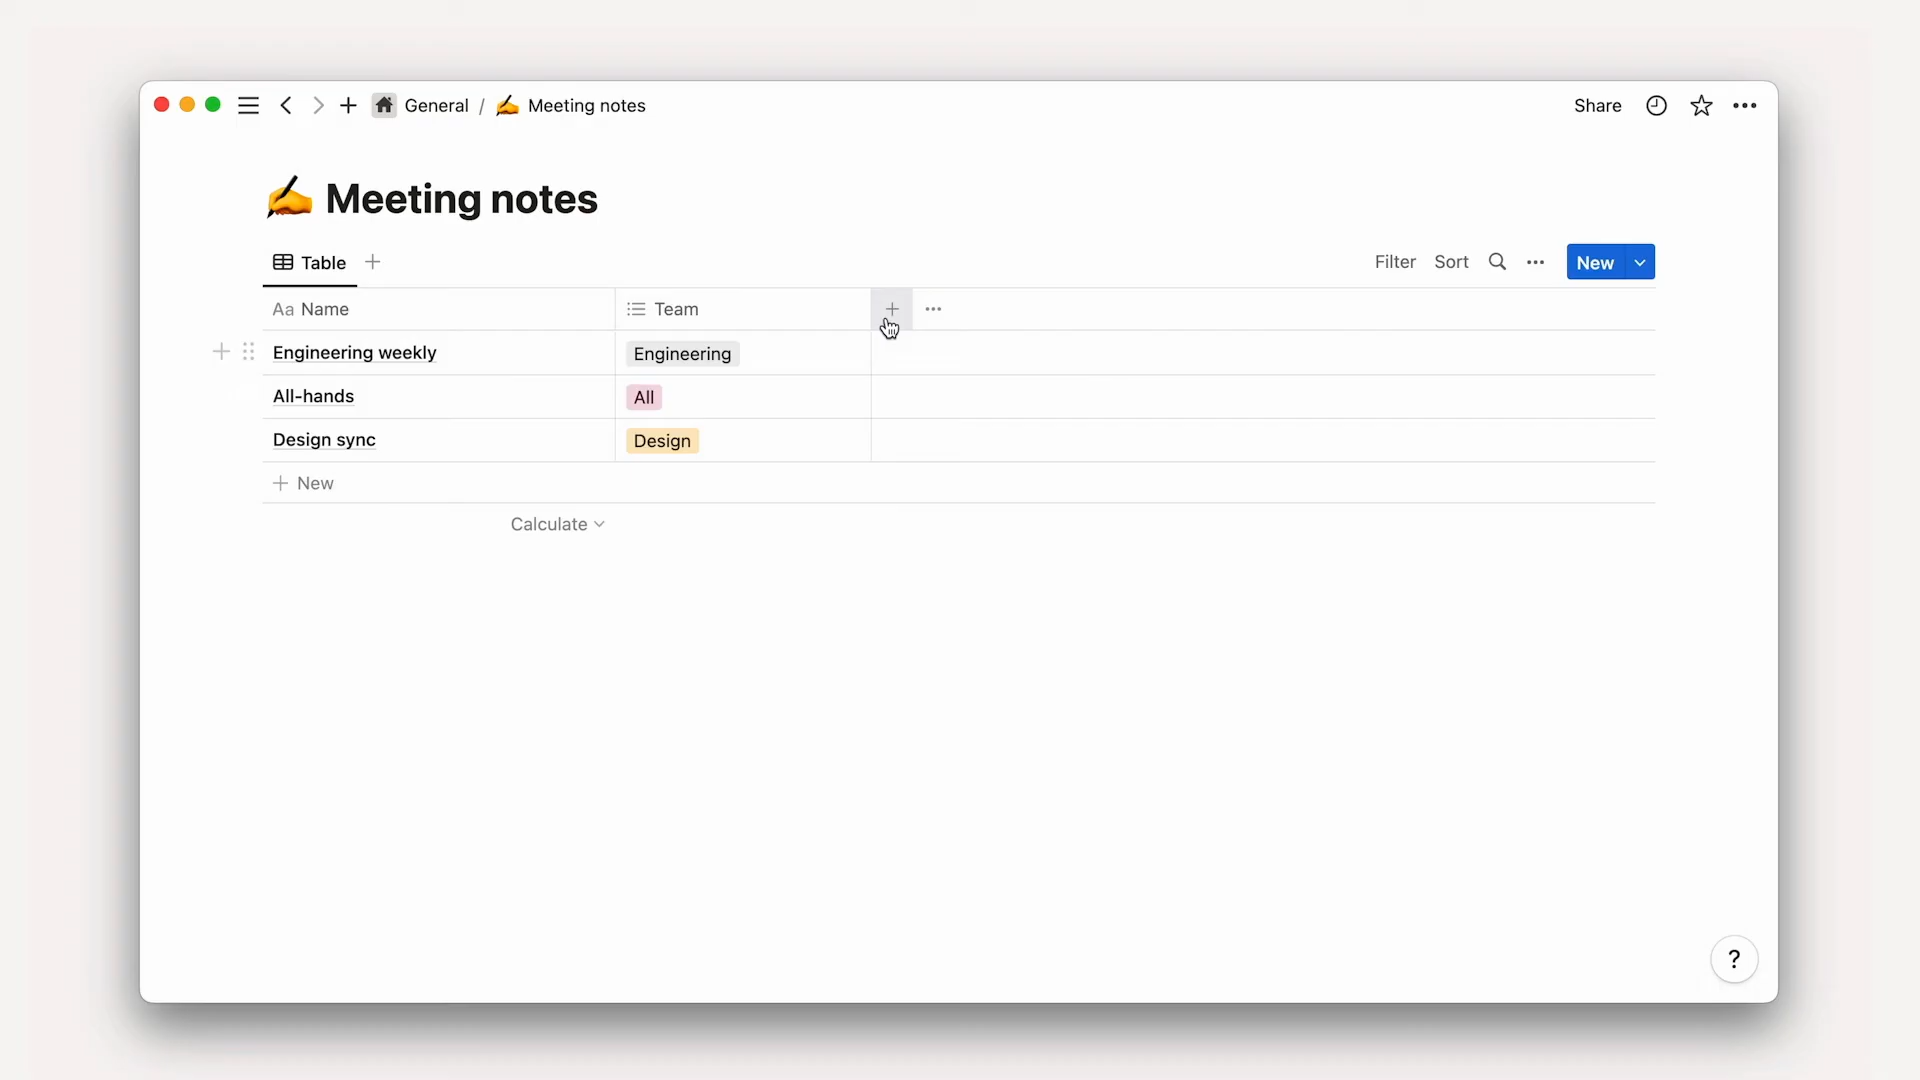 General / ✍️ Meeting notes
Share
✍️ Meeting notes
Table
Filter Sort
New
Aa Name
Team
Engineering weekly
Engineering
All-hands
All
Design sync
Design
+ New
Calculate
?